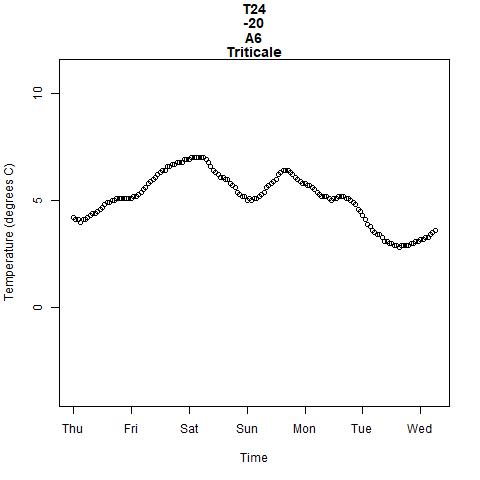 T24
-20
A6
Triticale
Temperature (degrees C)
10
5
0
Thu Fri Sat Sun Mon Tue Wed
Time